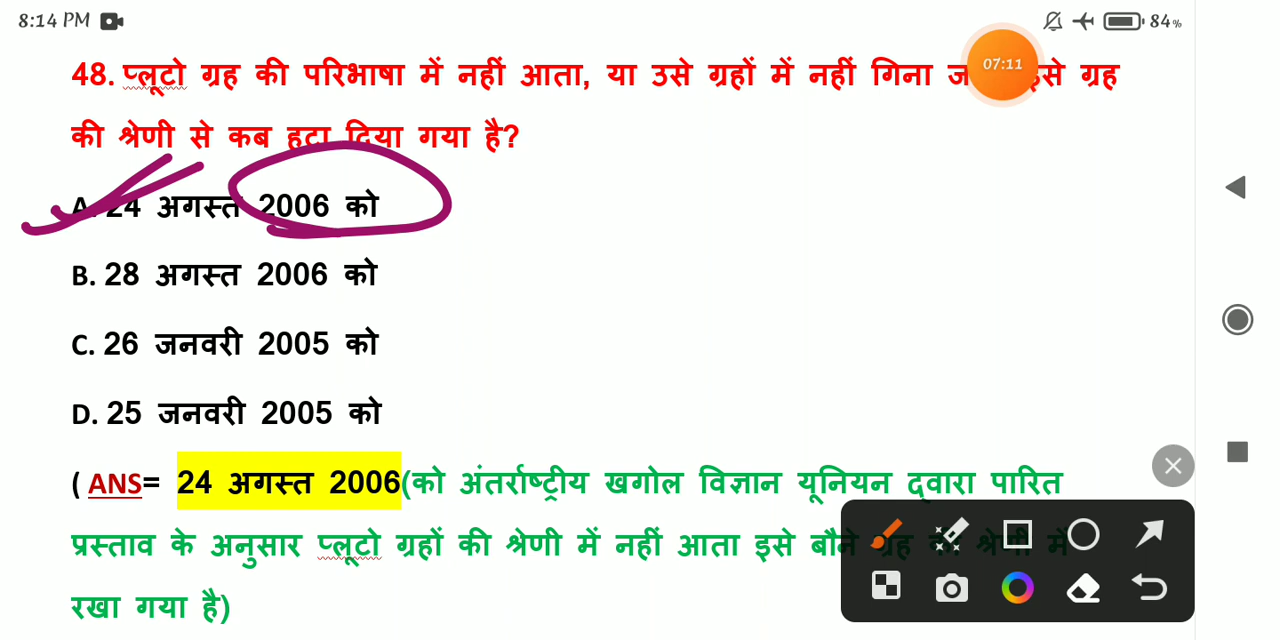 8:14 PM 84%
07:11
48. प्लूटो ग्रह की परिभाषा में नहीं आता, या उसे ग्रहों में नहीं गिना ग्रह
की श्रेणी से कब हटा दिया गया है?
A. 24 अगस्त 2006 को
B. 28 अगस्त 2006 को
C. 26 जनवरी 2005 को
D. 25 जनवरी 2005 को
( ANS= 24 अगस्त 2006(को अंतर्राष्ट्रीय खगोल विज्ञान यूनियन द्वारा पारित
प्रस्ताव के अनुसार प्लूटो ग्रहों की श्रेणी में नहीं आता इसे बौने ग्रह की श्रेणी में
रखा गया है)